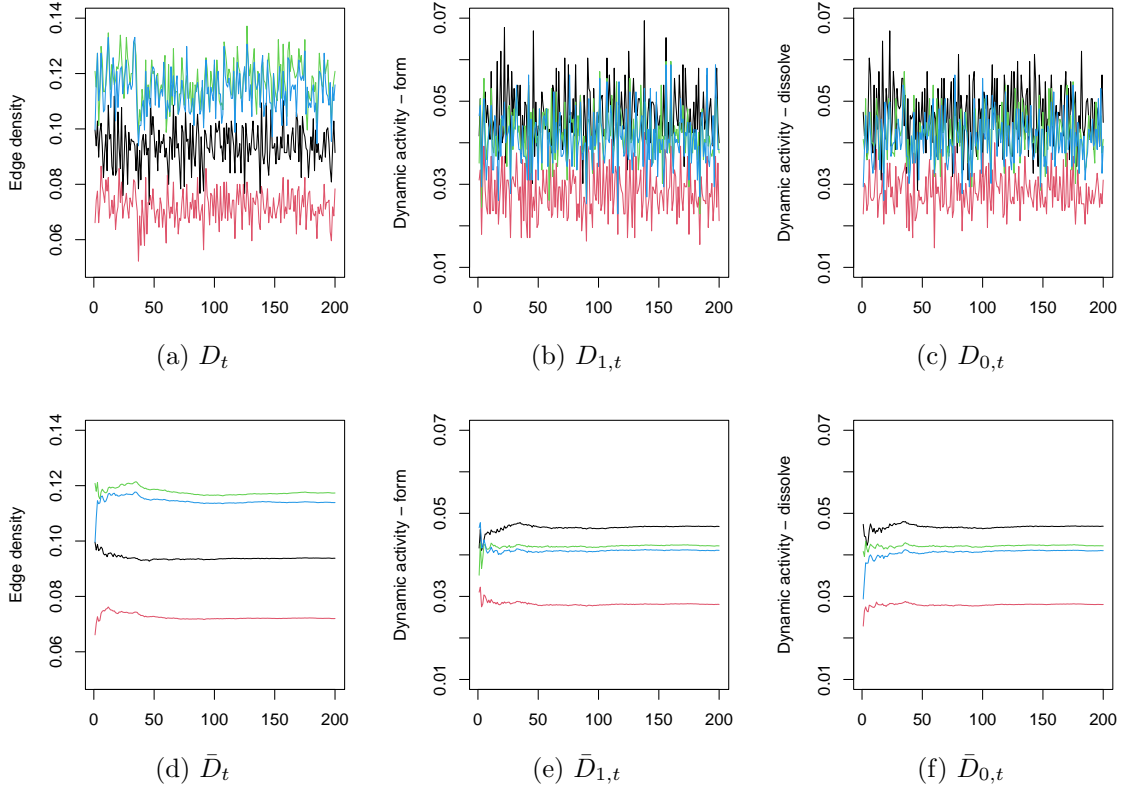 Edge density
0.06 0.08 0.10 0.12 0.14
0 50 100 150 200
(a) $D_t$
Dynamic activity − form
0.01 0.03 0.05 0.07
0 50 100 150 200
(b) $D_{1,t}$
Dynamic activity − dissolve
0.01 0.03 0.05 0.07
0 50 100 150 200
(c) $D_{0,t}$
Edge density
0.06 0.08 0.10 0.12 0.14
0 50 100 150 200
(d) $\bar{D}_t$
Dynamic activity − form
0.01 0.03 0.05 0.07
0 50 100 150 200
(e) $\bar{D}_{1,t}$
Dynamic activity − dissolve
0.01 0.03 0.05 0.07
0 50 100 150 200
(f) $\bar{D}_{0,t}$